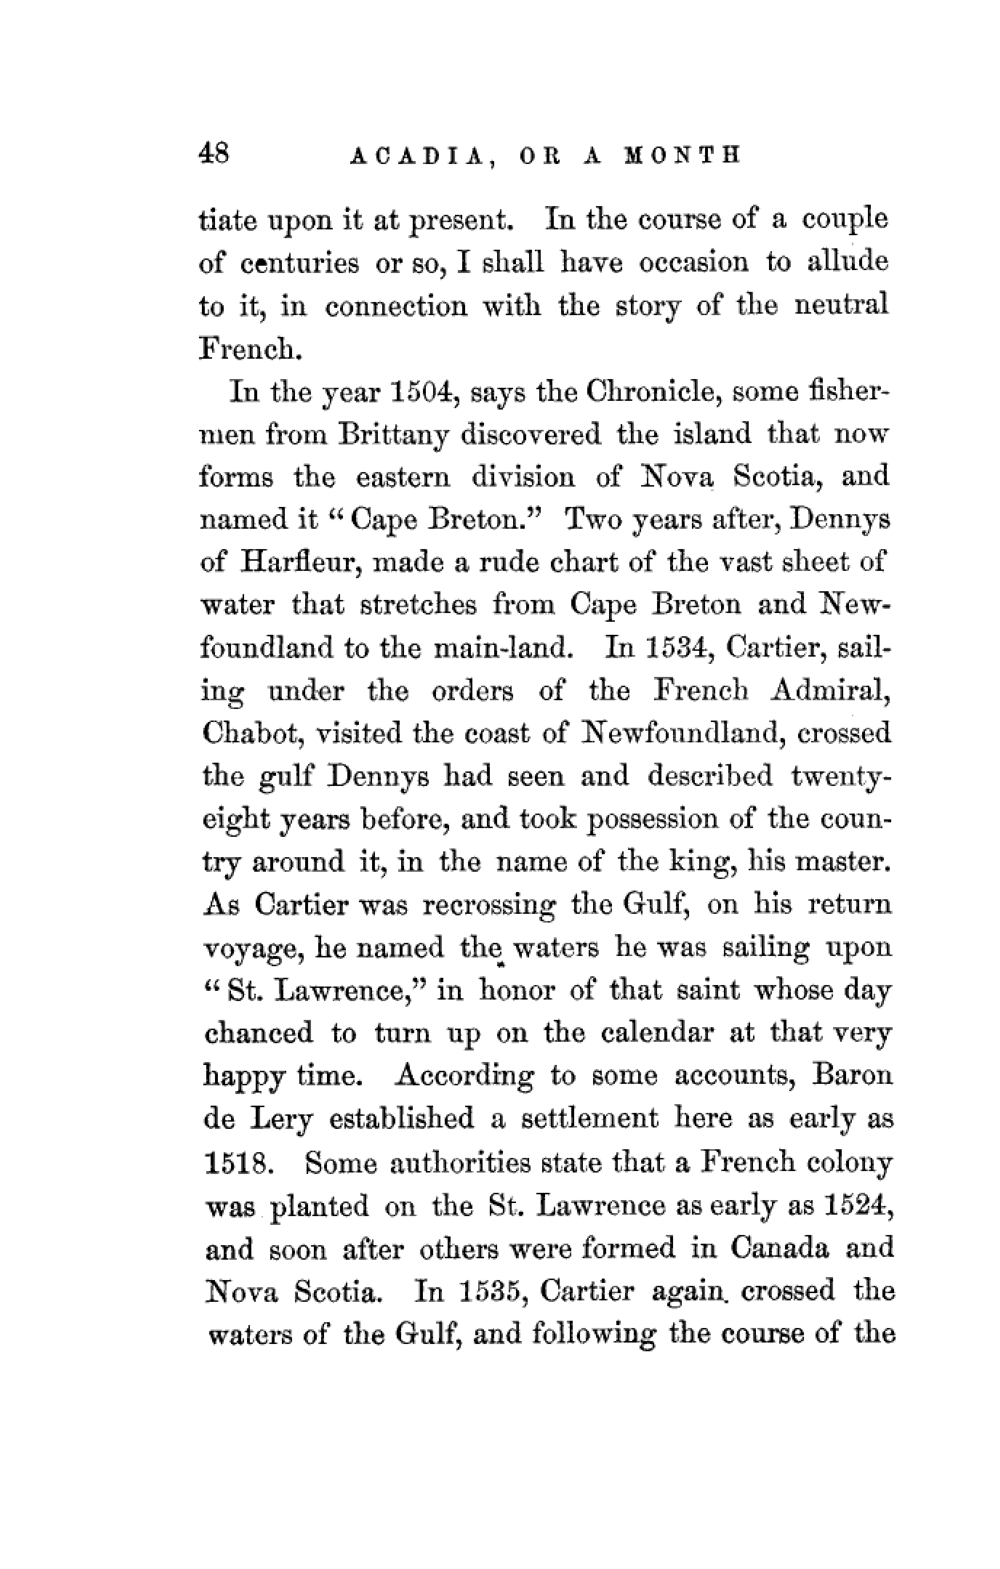 48 ACADIA, OR A MONTH
tiate upon it at present. In the course of a couple
of centuries or so, I shall have occasion to allude
to it, in connection with the story of the neutral
French.
In the year 1504, says the Chronicle, some fisher-
men from Brittany discovered the island that now
forms the eastern division of Nova Scotia, and
named it “Cape Breton.” Two years after, Dennys
of Harfleur, made a rude chart of the vast sheet of
water that stretches from Cape Breton and New-
foundland to the main-land. In 1534, Cartier, sail-
ing under the orders of the French Admiral,
Chabot, visited the coast of Newfoundland, crossed
the gulf Dennys had seen and described twenty-
eight years before, and took possession of the coun-
try around it, in the name of the king, his master.
As Cartier was recrossing the Gulf, on his return
voyage, he named the waters he was sailing upon
“St. Lawrence,” in honor of that saint whose day
chanced to turn up on the calendar at that very
happy time. According to some accounts, Baron
de Lery established a settlement here as early as
1518. Some authorities state that a French colony
was planted on the St. Lawrence as early as 1524,
and soon after others were formed in Canada and
Nova Scotia. In 1535, Cartier again crossed the
waters of the Gulf, and following the course of the